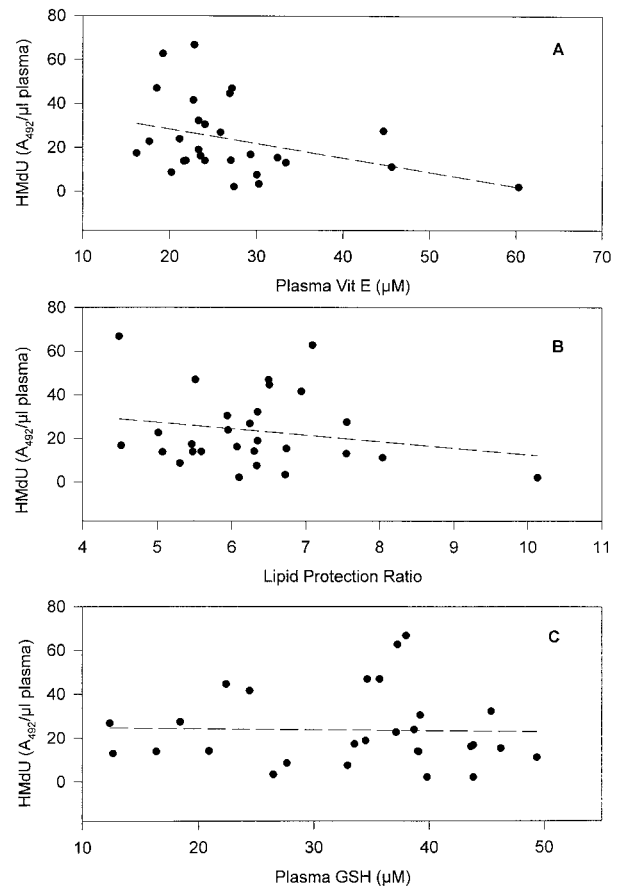 80
60
40
20
0
HMdU (A492/µl plasma)
A
10 20 30 40 50 60 70
Plasma Vit E (µM)
80
60
40
20
0
HMdU (A492/µl plasma)
B
4 5 6 7 8 9 10 11
Lipid Protection Ratio
80
60
40
20
0
HMdU (A492/µl plasma)
C
10 20 30 40 50
Plasma GSH (µM)